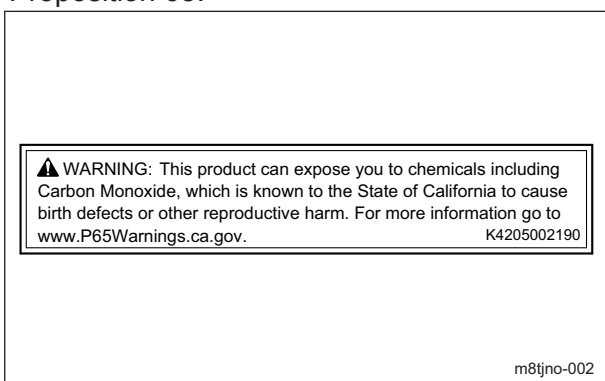 ⚠ WARNING: This product can expose you to chemicals including
Carbon Monoxide, which is known to the State of California to cause
birth defects or other reproductive harm. For more information go to
www.P65Warnings.ca.gov. K4205002190
m8tjno-002